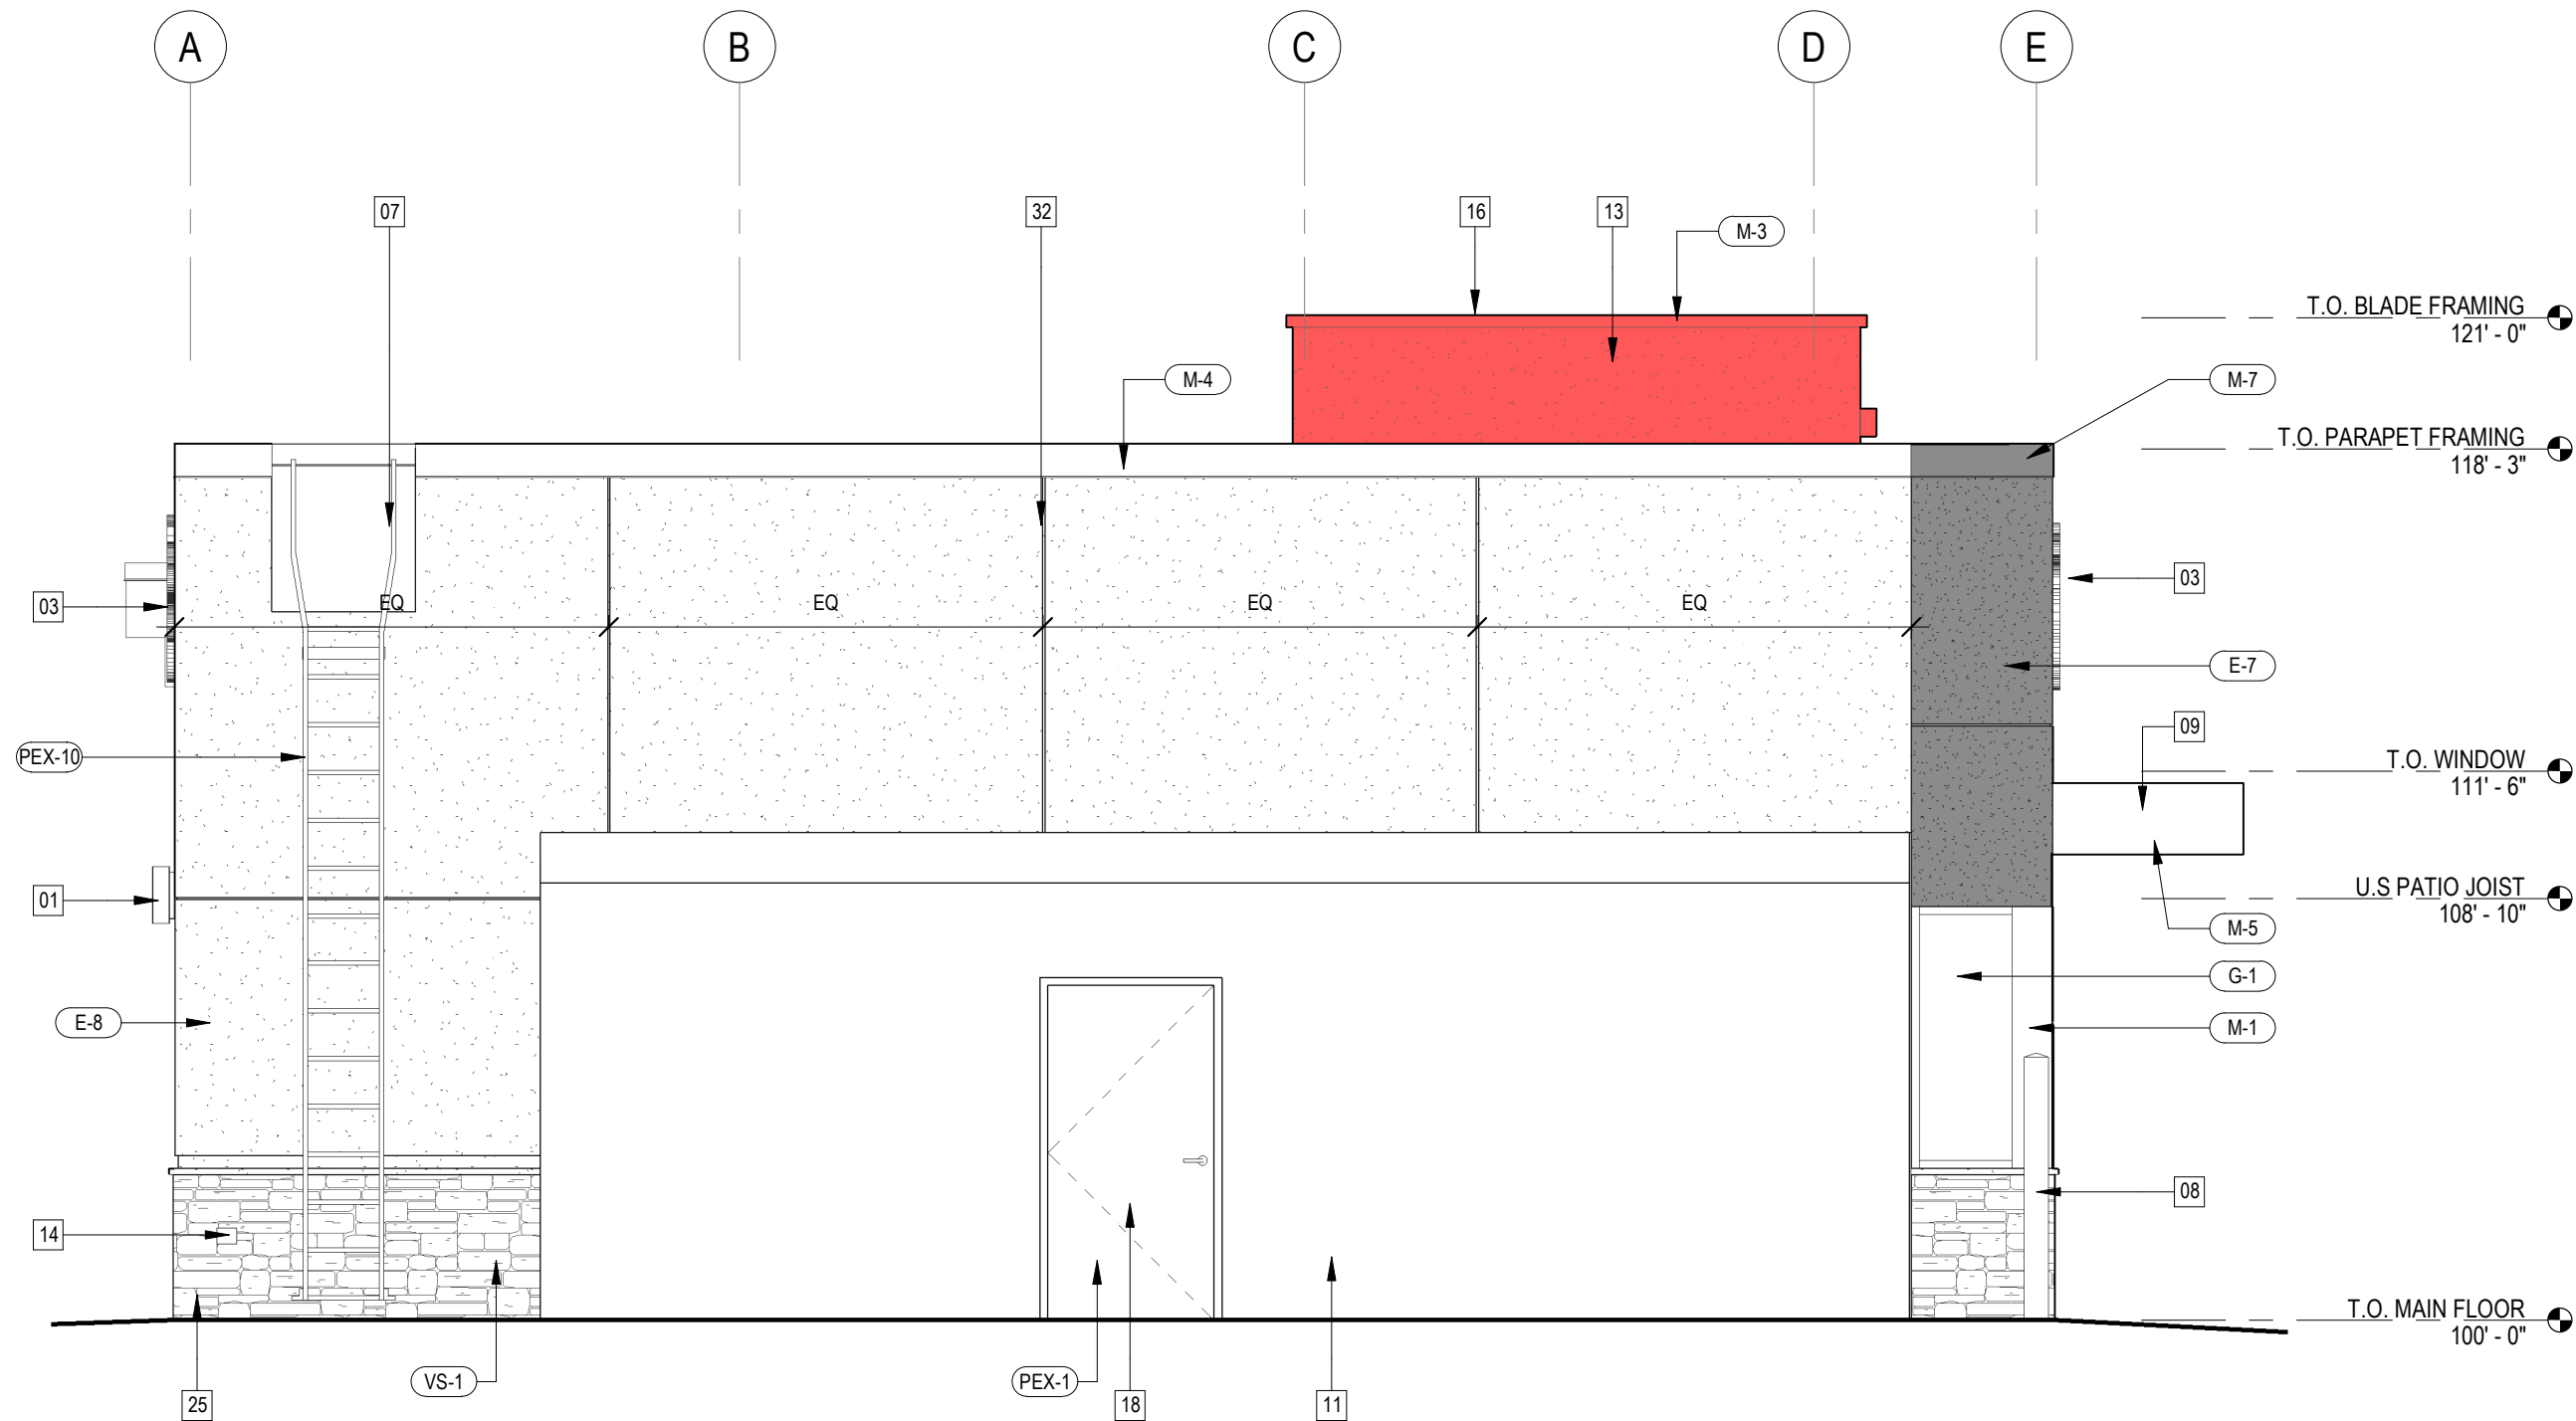 A B C D E
07 32 16 13 M-3
T.O. BLADE FRAMING
121' - 0"
M-4 M-7
T.O. PARAPET FRAMING
118' - 3"
03 03
EQ EQ EQ EQ
E-7
09
PEX-10
T.O. WINDOW
111' - 6"
01
U.S PATIO JOIST
108' - 10"
M-5
G-1
E-8 M-1
08
14
T.O. MAIN FLOOR
100' - 0"
VS-1 PEX-1
25 18 11